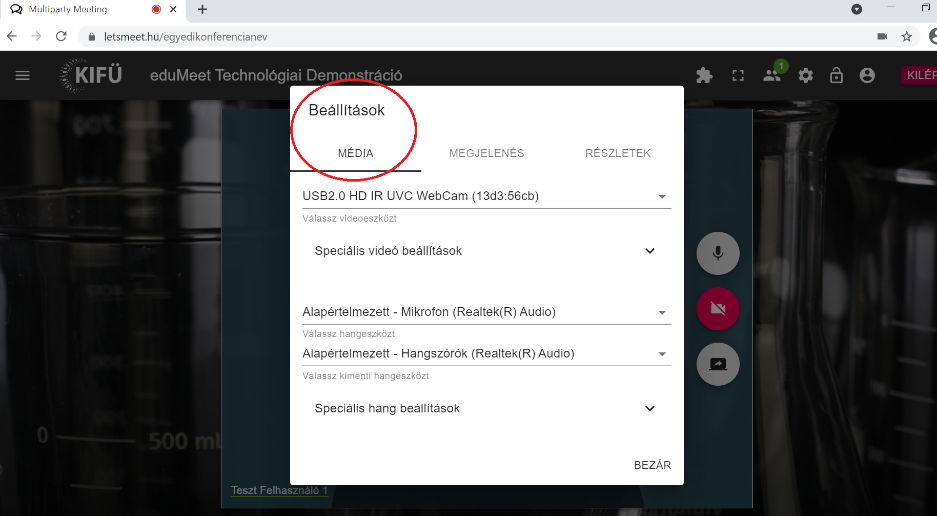 Multiparty Meeting
letsmeet.hu/egyedikonferencianev
KIFÜ
eduMeet Technológiai Demonstráció
1
KILÉP
Beállítások
MÉDIA
MEGJELENÉS
RÉSZLETEK
USB2.0 HD IR UVC WebCam (13d3:56cb)
Válassz videoeszközt
Speciális videó beállítások
Alapértelmezett - Mikrofon (Realtek(R) Audio)
Válassz hangeszközt
Alapértelmezett - Hangszórók (Realtek(R) Audio)
Válassz kimenti hangeszközt
Speciális hang beállítások
0
500 ml
BEZÁR
Teszt Felhasználó 1